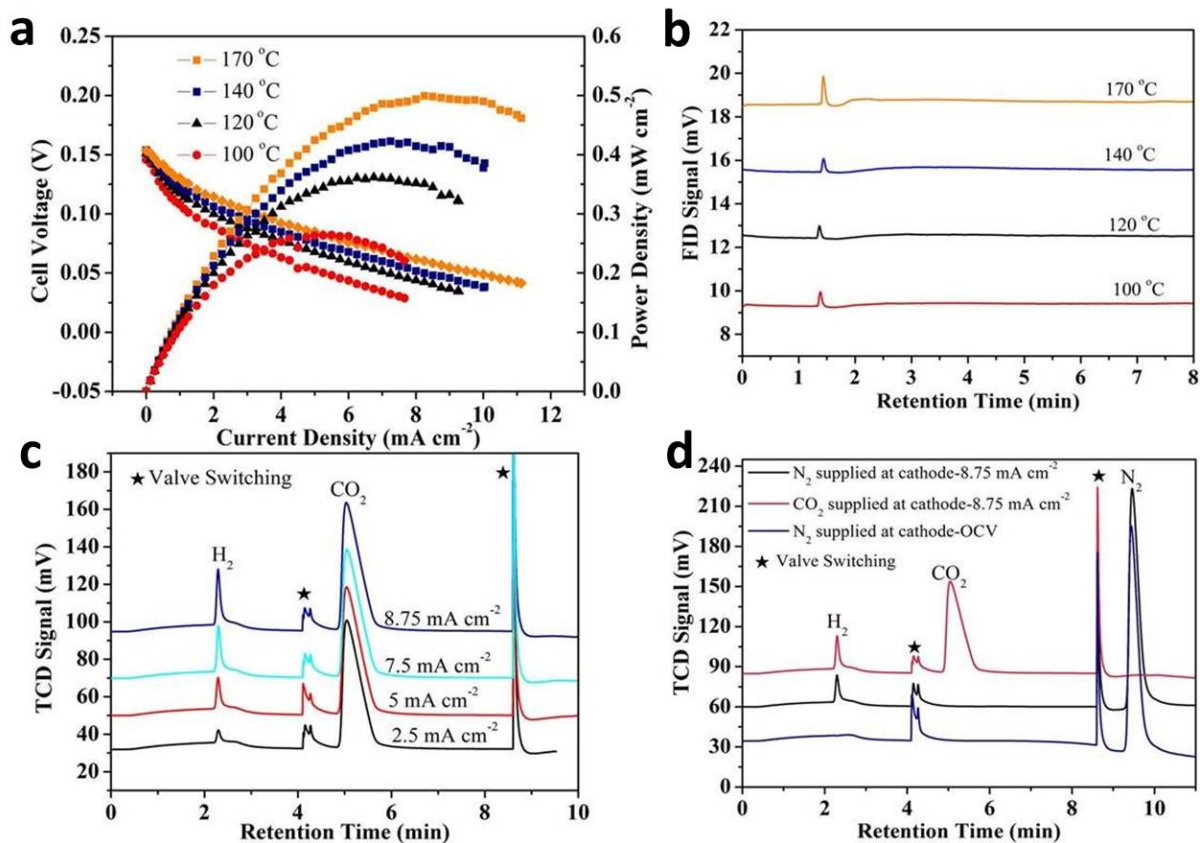 a
0.25
0.20
0.15
0.10
0.05
0.00
-0.05
Cell Voltage (V)
170 °C
140 °C
120 °C
100 °C
0.6
0.5
0.4
0.3
0.2
0.1
0.0
Power Density (mW cm⁻²)
0 2 4 6 8 10 12
Current Density (mA cm⁻²)
b
22
20
18
16
14
12
10
8
FID Signal (mV)
170 °C
140 °C
120 °C
100 °C
0 1 2 3 4 5 6 7 8
Retention Time (min)
c
180
160
140
120
100
80
60
40
20
TCD Signal (mV)
★ Valve Switching
★
CO₂
H₂
★
8.75 mA cm⁻²
7.5 mA cm⁻²
5 mA cm⁻²
2.5 mA cm⁻²
0 2 4 6 8 10
Retention Time (min)
d
240
210
180
150
120
90
60
30
0
TCD Signal (mV)
N₂ supplied at cathode-8.75 mA cm⁻²
CO₂ supplied at cathode-8.75 mA cm⁻²
N₂ supplied at cathode-OCV
★ Valve Switching
★
N₂
CO₂
H₂
★
0 2 4 6 8 10
Retention Time (min)